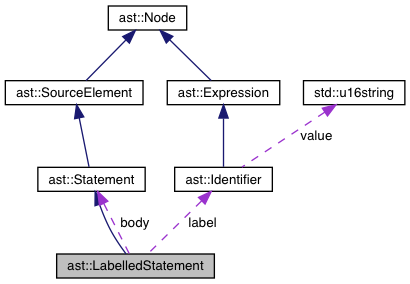 ast::Node
ast::SourceElement
ast::Expression
std::u16string
value
ast::Statement
ast::Identifier
body
label
ast::LabelledStatement